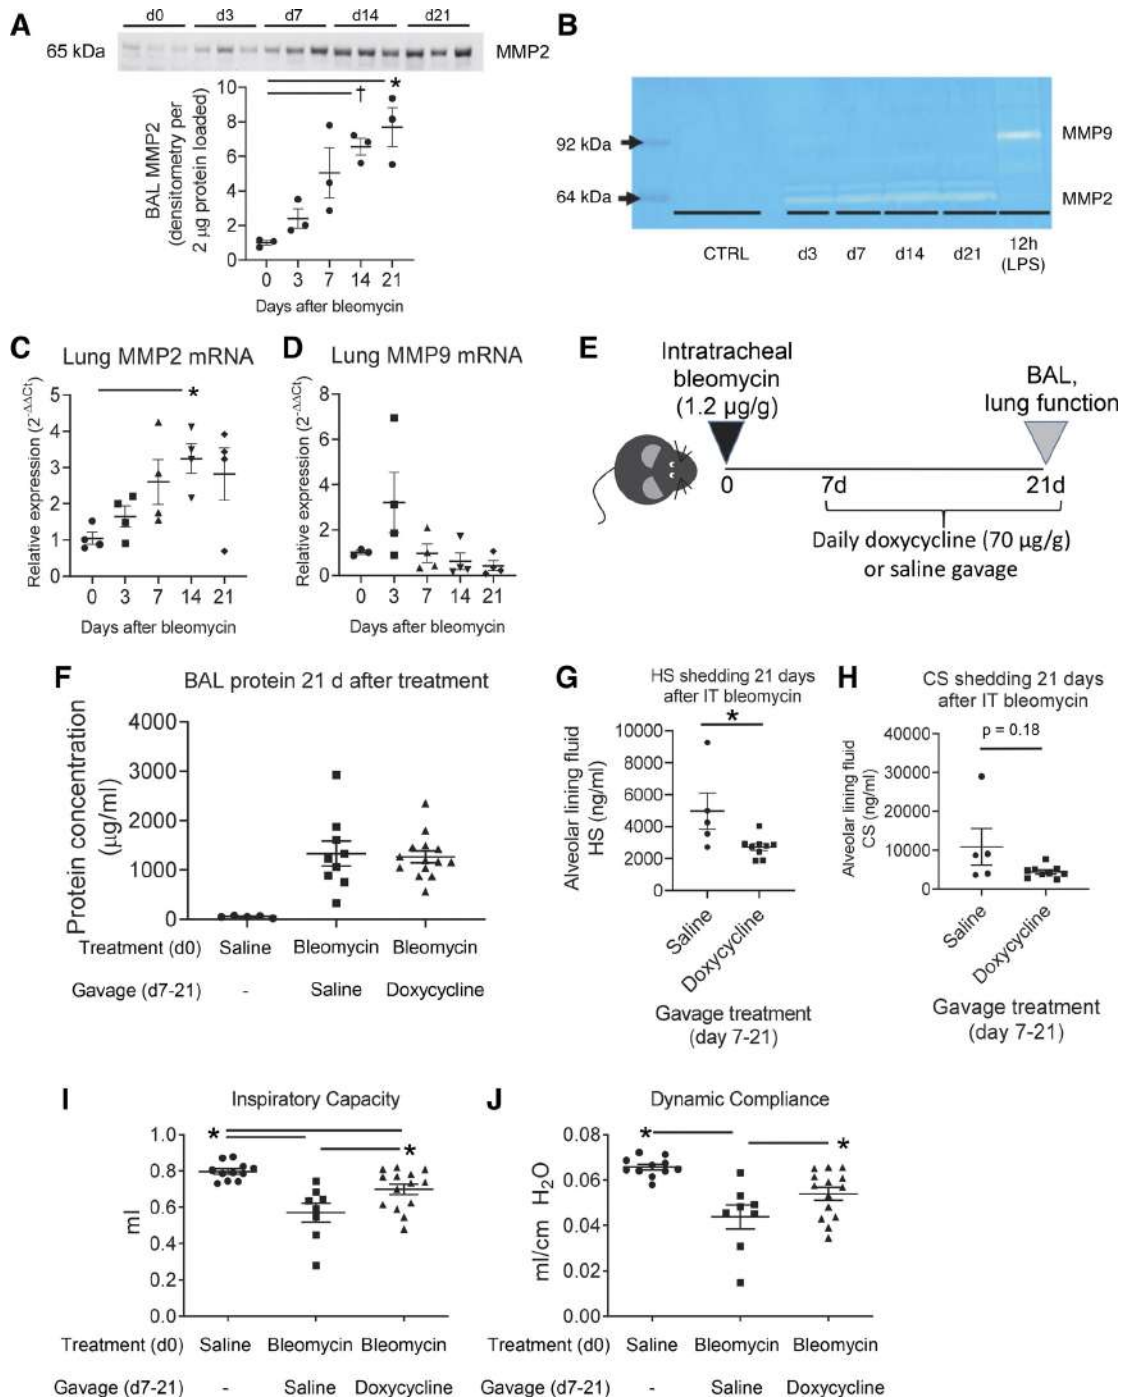 A
d0 d3 d7 d14 d21
65 kDa
MMP2
10
8
6
4
2
0
BAL MMP2
(densitometry per
2 μg protein loaded)
†
*
0 3 7 14 21
Days after bleomycin
B
92 kDa
64 kDa
MMP9
MMP2
CTRL d3 d7 d14 d21 12h
(LPS)
C
Lung MMP2 mRNA
Relative expression (2-ΔΔCt)
5
4
3
2
1
0
*
0 3 7 14 21
Days after bleomycin
D
Lung MMP9 mRNA
Relative expression (2-ΔΔCt)
8
6
4
2
0
0 3 7 14 21
Days after bleomycin
E
Intratracheal
bleomycin
(1.2 μg/g)
BAL,
lung function
0 7d 21d
Daily doxycycline (70 μg/g)
or saline gavage
F
BAL protein 21 d after treatment
Protein concentration
(μg/ml)
4000
3000
2000
1000
0
Treatment (d0) Saline Bleomycin Bleomycin
Gavage (d7-21) - Saline Doxycycline
G
HS shedding 21 days
after IT bleomycin
*
Alveolar lining fluid
HS (ng/ml)
10000
8000
6000
4000
2000
0
Saline
Doxycycline
Gavage treatment
(day 7-21)
H
CS shedding 21 days
after IT bleomycin
p = 0.18
Alveolar lining fluid
CS (ng/ml)
40000
30000
20000
10000
0
Saline
Doxycycline
Gavage treatment
(day 7-21)
I
Inspiratory Capacity
ml
1.0
0.8
0.6
0.4
0.2
0.0
*
*
Treatment (d0) Saline Bleomycin Bleomycin
Gavage (d7-21) - Saline Doxycycline
J
Dynamic Compliance
ml/cm H2O
0.08
0.06
0.04
0.02
0.00
*
*
Treatment (d0) Saline Bleomycin Bleomycin
Gavage (d7-21) - Saline Doxycycline